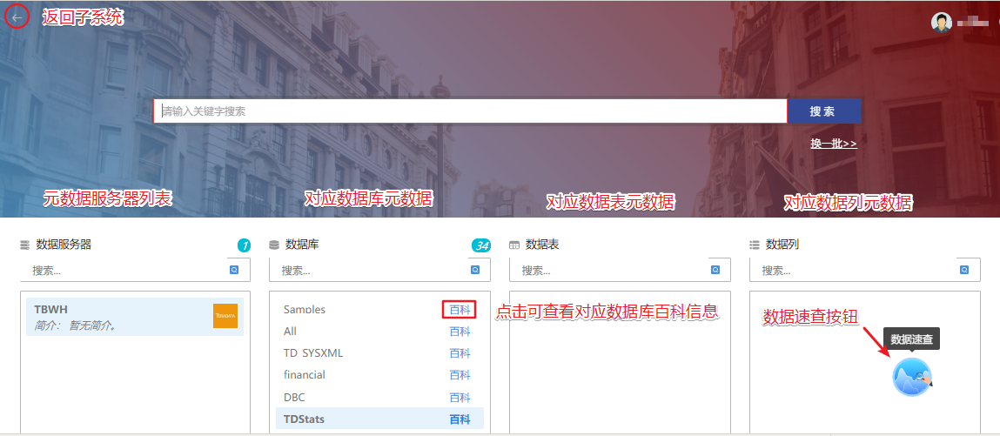 返回子系统
请输入关键字搜索
搜 索
换一批>>
元数据服务器列表
对应数据库元数据
对应数据表元数据
对应数据列元数据
数据服务器
1
数据库
34
数据表
数据列
搜索...
搜索...
搜索...
搜索...
TBWH
简介： 暂无简介。
TERADATA
Samples
百科
点击可查看对应数据库百科信息
All
百科
TD_SYSXML
百科
financial
百科
DBC
百科
TDStats
百科
数据速查按钮
数据速查